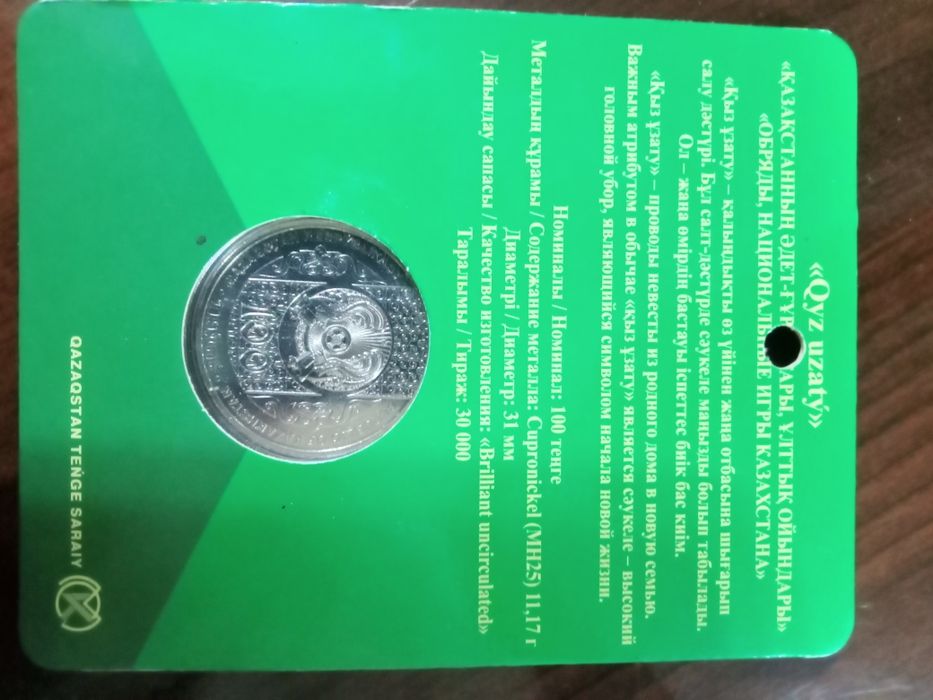 «Qyz uzatý»
«ҚАЗАҚСТАННЫҢ ӘДЕТ-ҒҰР АРЫ, ҰЛТТЫҚ ОЙЫНДАРЫ»
«ОБРЯДЫ, НАЦИОНАЛЬ ИГРЫ КАЗАХСТАНА»
«Қыз ұзату» – қалыңдықты өз үйінен жаңа отбасына шығарып
салу дәстүрі. Бұл салт-дәстүрде сәукеле маңызды болып табылады.
Ол – жаңа өмірдің бастауы іспеттес биік бас киім.
«Қыз ұзату» – проводы невесты из родного дома в новую семью.
Важным атрибутом в обычае «қыз ұзату» является сәукеле – высокий
головной убор, являющийся символом начала новой жизни.
Номиналы / Номинал: 100 теңге
Металдың құрамы / Содержание металла: Cupronickel (МН25) 11,17 г
Диаметрі / Диаметр: 31 мм
Дайындау сапасы / Качество изготовления: «Brilliant uncirculated»
Таралымы / Тираж: 30 000
100
QAZAQSTAN TEŃGE SARAIY